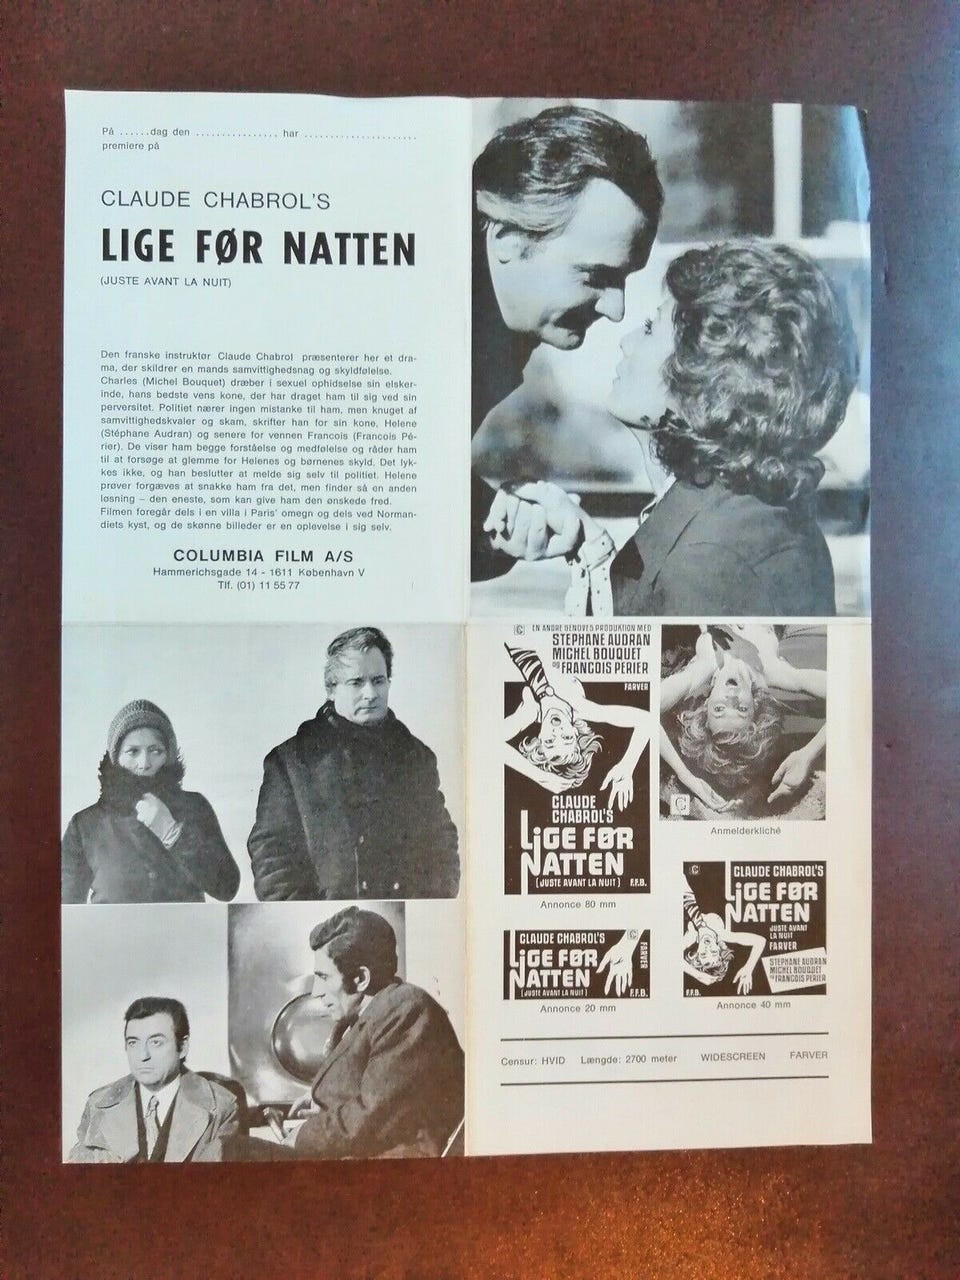 På ......dag den ................ har ......................
premiere på
CLAUDE CHABROL'S
LIGE FØR NATTEN
(JUSTE AVANT LA NUIT)
Den franske instruktør Claude Chabrol præsenterer her et dra-
ma, der skildrer en mands samvittighedsnag og skyldfølelse.
Charles (Michel Bouquet) dræber i sexuel ophidselse sin elsker-
inde, hans bedste vens kone, der har draget ham til sig ved sin
perversitet. Politiet nærer ingen mistanke til ham, men knuget af
samvittighedskvaler og skam, skrifter han for sin kone, Helene
(Stéphane Audran) og senere for vennen Francois (Francois Pé-
rier). De viser ham begge forståelse og medfølelse og råder ham
til at forsøge at glemme for Helenes og børnenes skyld. Det lyk-
kes ikke, og han beslutter at melde sig selv til politiet. Helene
prøver forgæves at snakke ham fra det, men finder så en anden
løsning – den eneste, som kan give ham den ønskede fred.
Filmen foregår dels i en villa i Paris' omegn og dels ved Norman-
diets kyst, og de skønne billeder er en oplevelse i sig selv.
COLUMBIA FILM A/S
Hammerichsgade 14 - 1611 København V
Tlf. (01) 11 55 77
EN ANDRE GENOVES PRODUKTION MED
STEPHANE AUDRAN
MICHEL BOUQUET
og FRANCOIS PERIER
FARVER
CLAUDE
CHABROL'S
LIGE FØR
NATTEN
(JUSTE AVANT LA NUIT) F.F.B.
Annonce 80 mm
Anmelderkliché
CLAUDE CHABROL'S
LIGE FØR
NATTEN
(JUSTE AVANT LA NUIT)
FARVER
F.F.B.
Annonce 20 mm
CLAUDE CHABROL'S
LIGE FØR
NATTEN
JUSTE AVANT
LA NUIT
FARVER
STEPHANE AUDRAN
MICHEL BOUQUET
og FRANCOIS PERIER
F.F.B.
Annonce 40 mm
Censur: HVID Længde: 2700 meter WIDESCREEN FARVER